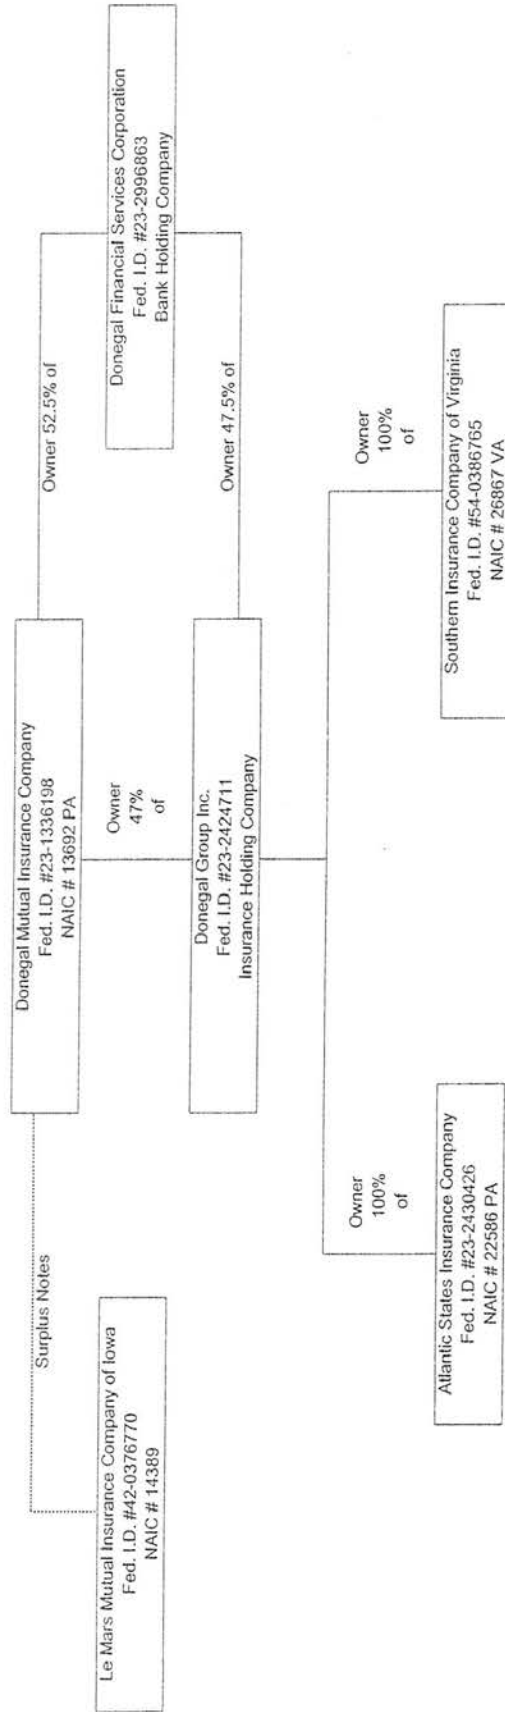 Donegal Mutual Insurance Company
Fed. I.D. #23-1336198
NAIC # 13692 PA
Surplus Notes
Owner 52.5% of
Le Mars Mutual Insurance Company of Iowa
Fed. I.D. #42-0376770
NAIC # 14389
Owner
47%
of
Donegal Financial Services Corporation
Fed. I.D. #23-2996863
Bank Holding Company
Donegal Group Inc.
Fed. I.D. #23-2424711
Insurance Holding Company
Owner 47.5% of
Owner
100%
of
Owner
100%
of
Atlantic States Insurance Company
Fed. I.D. #23-2430426
NAIC # 22586 PA
Southern Insurance Company of Virginia
Fed. I.D. #54-0386765
NAIC # 26867 VA